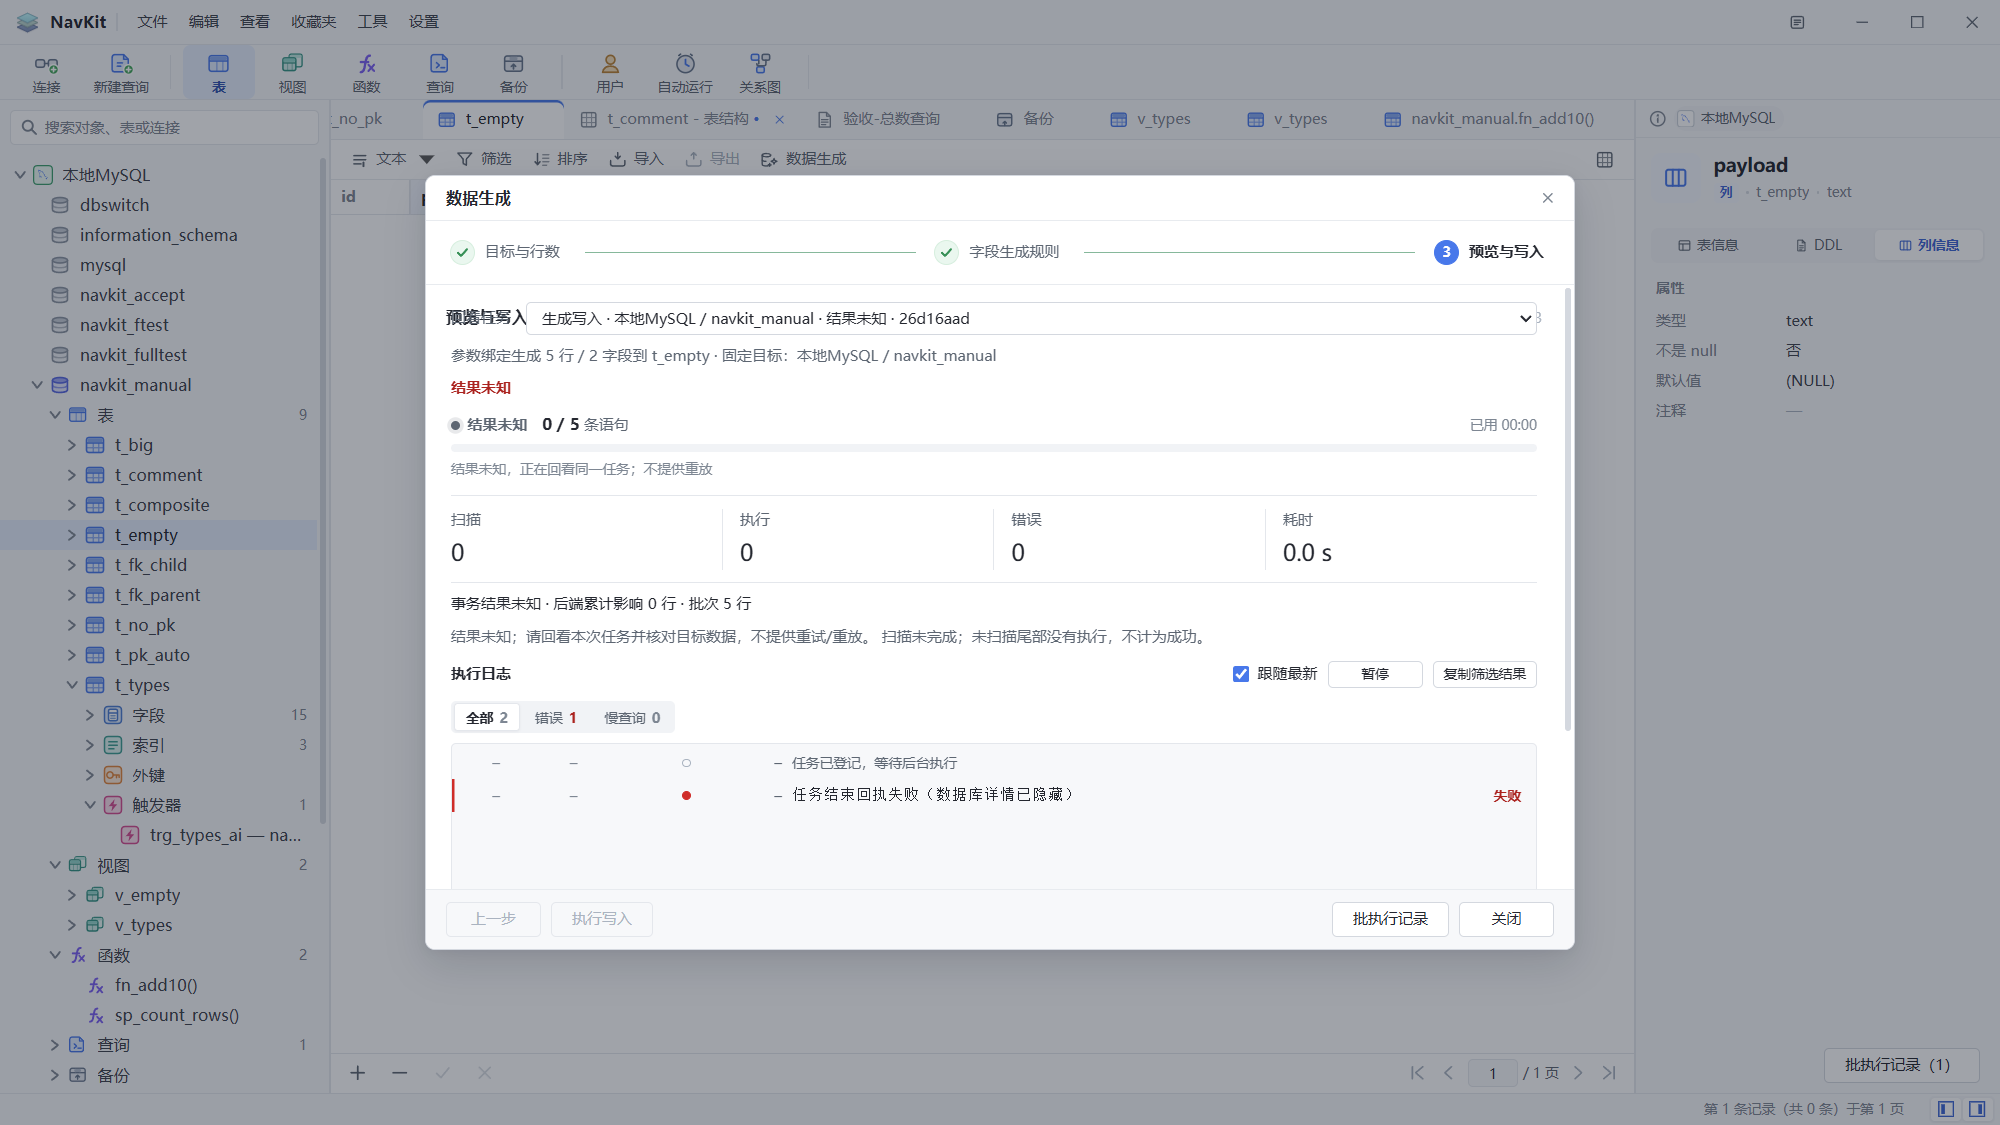 NavKit 文件 编辑 查看 收藏夹 工具 设置
连接 新建查询 表 视图 函数 查询 备份 用户 自动运行 关系图
搜索对象、表或连接
_no_pk t_empty t_comment - 表结构 • × 验收-总数查询 备份 v_types v_types navkit_manual.fn_add10()
文本 筛选 排序 导入 导出 数据生成
id
本地MySQL
dbswitch
information_schema
mysql
navkit_accept
navkit_ftest
navkit_fulltest
navkit_manual
表 9
t_big
t_comment
t_composite
t_empty
t_fk_child
t_fk_parent
t_no_pk
t_pk_auto
t_types
字段 15
索引 3
外键
触发器 1
trg_types_ai — na...
视图 2
v_empty
v_types
函数 2
fn_add10()
sp_count_rows()
查询 1
备份
数据生成
目标与行数 字段生成规则 3 预览与写入
预览与写入 生成写入 · 本地MySQL / navkit_manual · 结果未知 · 26d16aad
参数绑定生成 5 行 / 2 字段到 t_empty · 固定目标：本地MySQL / navkit_manual
结果未知
结果未知 0 / 5 条语句 已用 00:00
结果未知，正在回看同一任务；不提供重放
扫描 执行 错误 耗时
0 0 0 0.0 s
事务结果未知 · 后端累计影响 0 行 · 批次 5 行
结果未知；请回看本次任务并核对目标数据，不提供重试/重放。 扫描未完成；未扫描尾部没有执行，不计为成功。
执行日志 跟随最新 暂停 复制筛选结果
全部 2 错误 1 慢查询 0
– – – 任务已登记，等待后台执行
– – – 任务结束回执失败（数据库详情已隐藏） 失败
上一步 执行写入 批执行记录 关闭
1 / 1 页
本地MySQL
payload
列 · t_empty · text
表信息 DDL 列信息
属性
类型 text
不是 null 否
默认值 (NULL)
注释 —
批执行记录（1）
第 1 条记录（共 0 条）于第 1 页